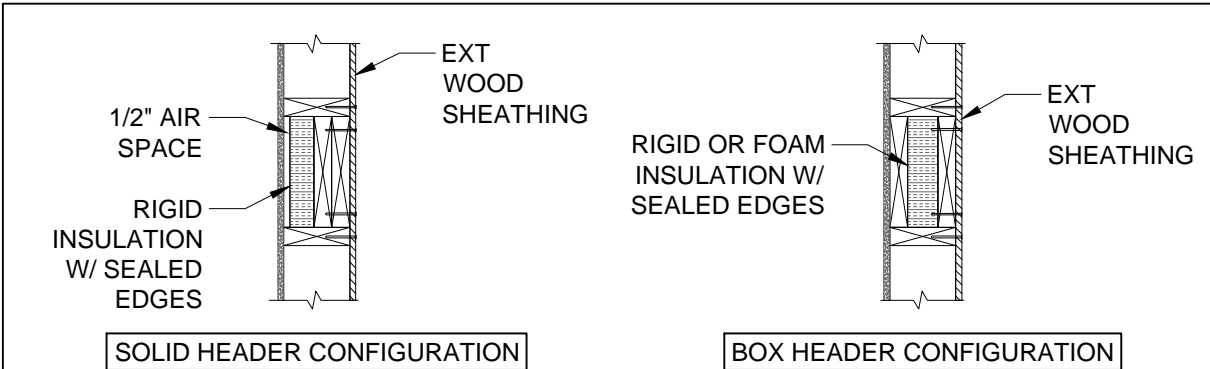 1/2" AIR
SPACE
RIGID
INSULATION
W/ SEALED
EDGES
EXT
WOOD
SHEATHING
SOLID HEADER CONFIGURATION
RIGID OR FOAM
INSULATION W/
SEALED EDGES
EXT
WOOD
SHEATHING
BOX HEADER CONFIGURATION